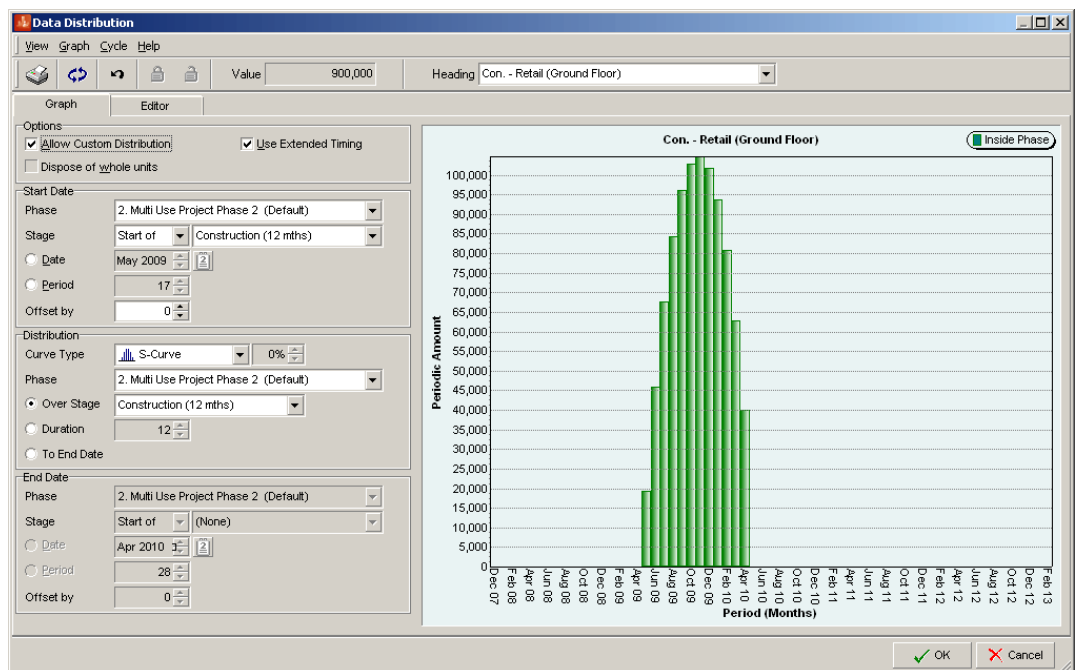 Data Distribution
View Graph Cycle Help
Value 900,000 Heading Con. - Retail (Ground Floor)
Graph Editor
Options
Allow Custom Distribution Use Extended Timing
Dispose of whole units
Start Date
Phase 2. Multi Use Project Phase 2 (Default)
Stage Start of Construction (12 mths)
Date May 2009 2
Period 17
Offset by 0
Distribution
Curve Type S-Curve 0%
Phase 2. Multi Use Project Phase 2 (Default)
Over Stage Construction (12 mths)
Duration 12
To End Date
End Date
Phase 2. Multi Use Project Phase 2 (Default)
Stage Start of (None)
Date Apr 2010 2
Period 28
Offset by 0
Con. - Retail (Ground Floor)
Inside Phase
Periodic Amount
100,000
95,000
90,000
85,000
80,000
75,000
70,000
65,000
60,000
55,000
50,000
45,000
40,000
35,000
30,000
25,000
20,000
15,000
10,000
5,000
0
Dec 07 Feb 08 Apr 08 Jun 08 Aug 08 Oct 08 Dec 08 Feb 09 Apr 09 Jun 09 Aug 09 Oct 09 Dec 09 Feb 10 Apr 10 Jun 10 Aug 10 Oct 10 Dec 10 Feb 11 Apr 11 Jun 11 Aug 11 Oct 11 Dec 11 Feb 12 Apr 12 Jun 12 Aug 12 Oct 12 Dec 12 Feb 13
Period (Months)
OK Cancel